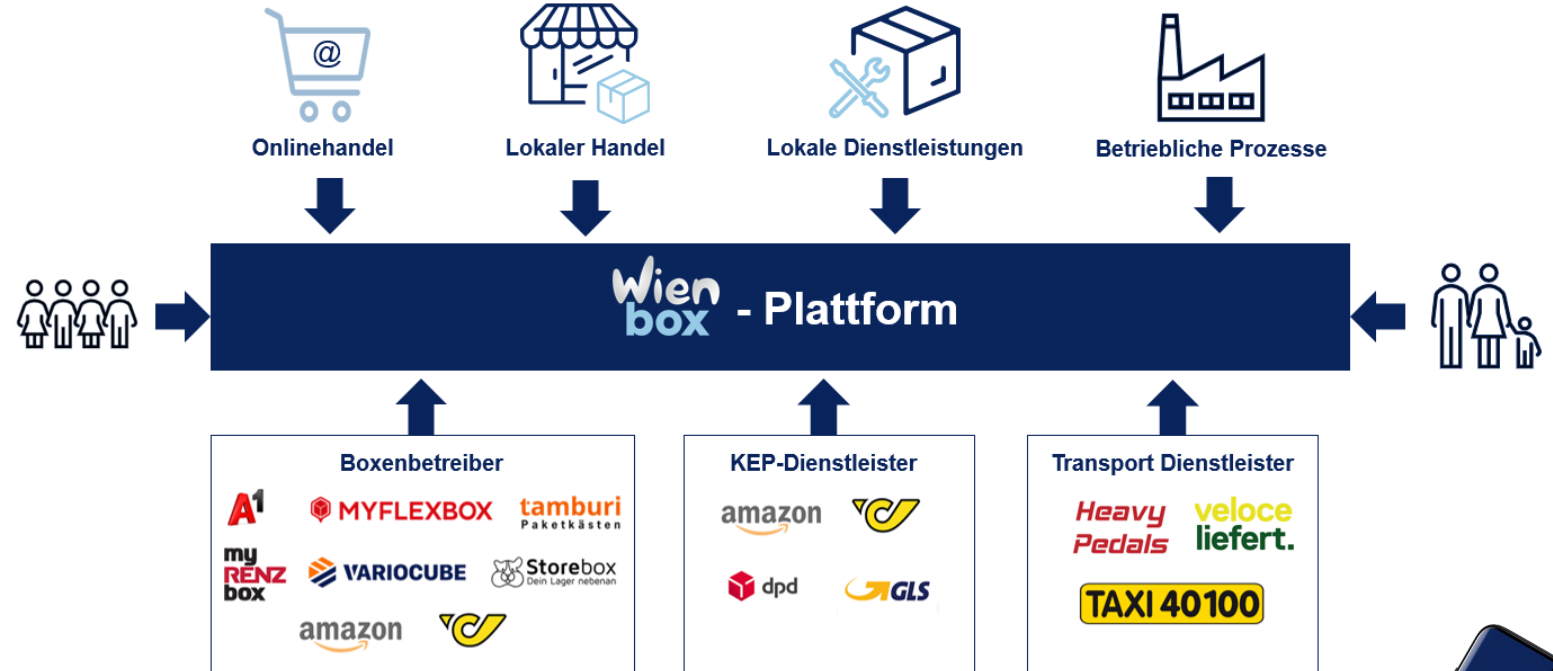 @
Onlinehandel
Lokaler Handel
Lokale Dienstleistungen
Betriebliche Prozesse
Wien
box - Plattform
Boxenbetreiber
A1
MYFLEXBOX
tamburi
Paketkästen
my
RENZ
box
VARIOCUBE
Storebox
Dein Lager nebenan
amazon
KEP-Dienstleister
amazon
dpd
GLS
Transport Dienstleister
Heavy
Pedals
veloce
liefert.
TAXI 40100